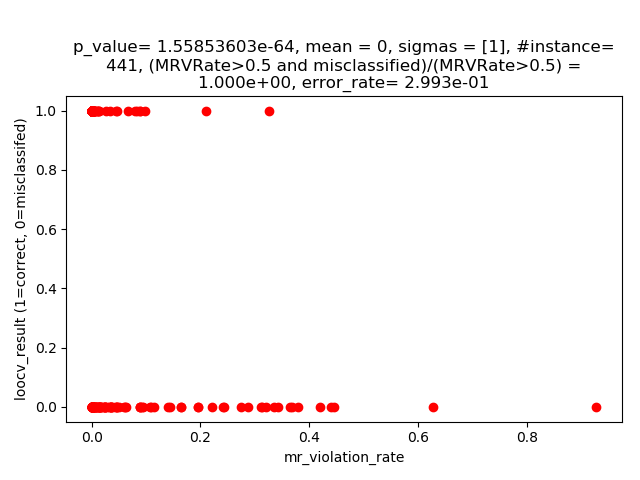 p_value= 1.55853603e-64, mean = 0, sigmas = [1], #instance=
441, (MRVRate>0.5 and misclassified)/(MRVRate>0.5) =
1.000e+00, error_rate= 2.993e-01
1.0
0.8
0.6
0.4
0.2
0.0
loocv_result (1=correct, 0=misclassifed)
0.0 0.2 0.4 0.6 0.8
mr_violation_rate